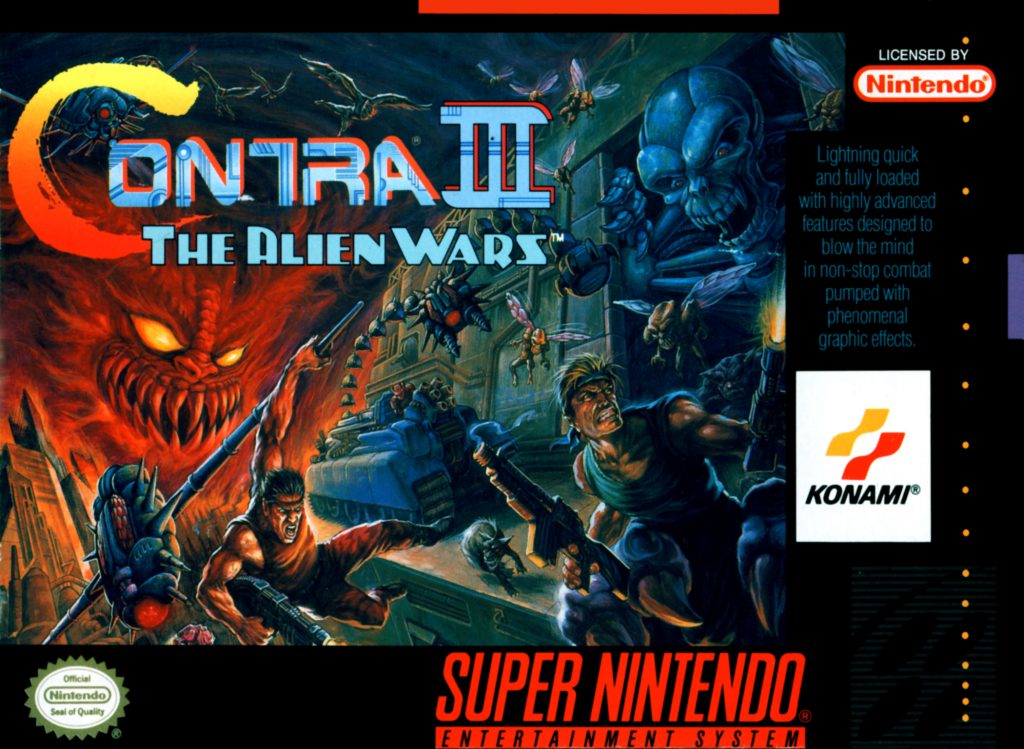 LICENSED BY
Nintendo®
CONTRA® III
THE ALIEN WARS™
Lightning quick
and fully loaded
with highly advanced
features designed to
blow the mind
in non-stop combat
pumped with
phenomenal
graphic effects.
KONAMI®
Official
Nintendo
Seal of Quality
®
SUPER NINTENDO®
ENTERTAINMENT SYSTEM